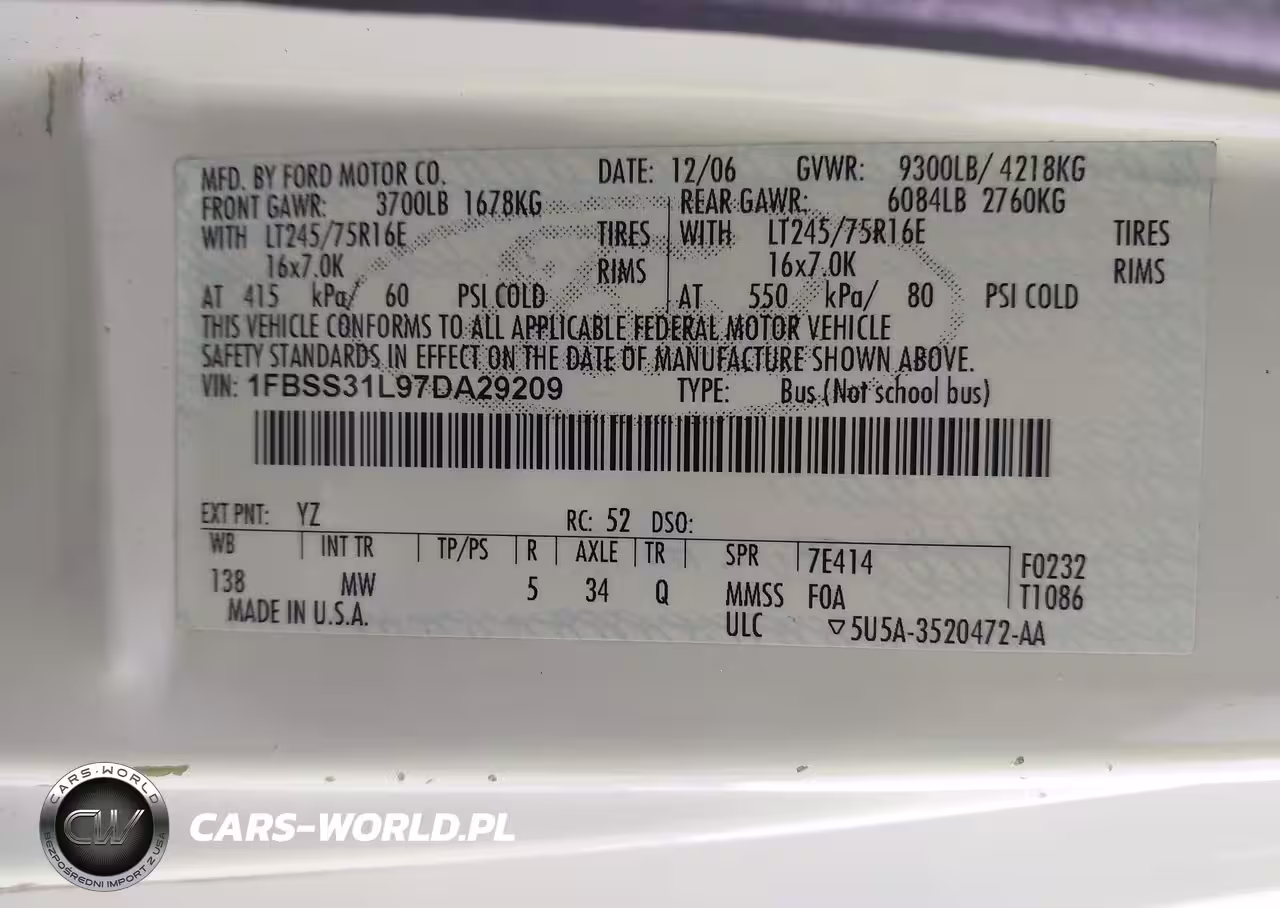 MFD. BY FORD MOTOR CO. DATE: 12/06 GVWR: 9300LB/ 4218KG
FRONT GAWR: 3700LB 1678KG REAR GAWR: 6084LB 2760KG
WITH LT245/75R16E TIRES WITH LT245/75R16E TIRES
16x7.0K RIMS 16x7.0K RIMS
AT 415 kPa/ 60 PSI COLD AT 550 kPa/ 80 PSI COLD
THIS VEHICLE CONFORMS TO ALL APPLICABLE FEDERAL MOTOR VEHICLE
SAFETY STANDARDS IN EFFECT ON THE DATE OF MANUFACTURE SHOWN ABOVE.
VIN: 1FBSS31L97DA29209 TYPE: Bus (Not school bus)
EXT PNT: YZ RC: 52 DSO:
WB INT TR TP/PS R AXLE TR SPR 7E414 F0232
138 MW 5 34 Q MMSS FOA T1086
MADE IN U.S.A. ULC ▽5U5A-3520472-AA
CARS-WORLD
CW
BEZPOŚREDNI IMPORT Z USA
CARS-WORLD.PL